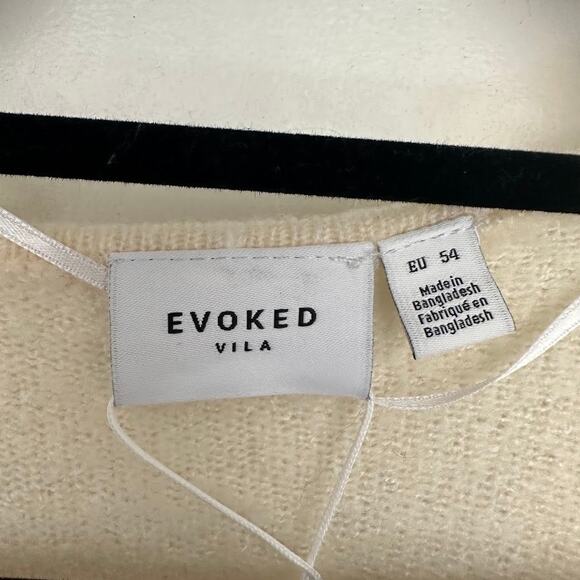 EVOKED
VILA
EU 54
Made in
Bangladesh
Fabriqué en
Bangladesh